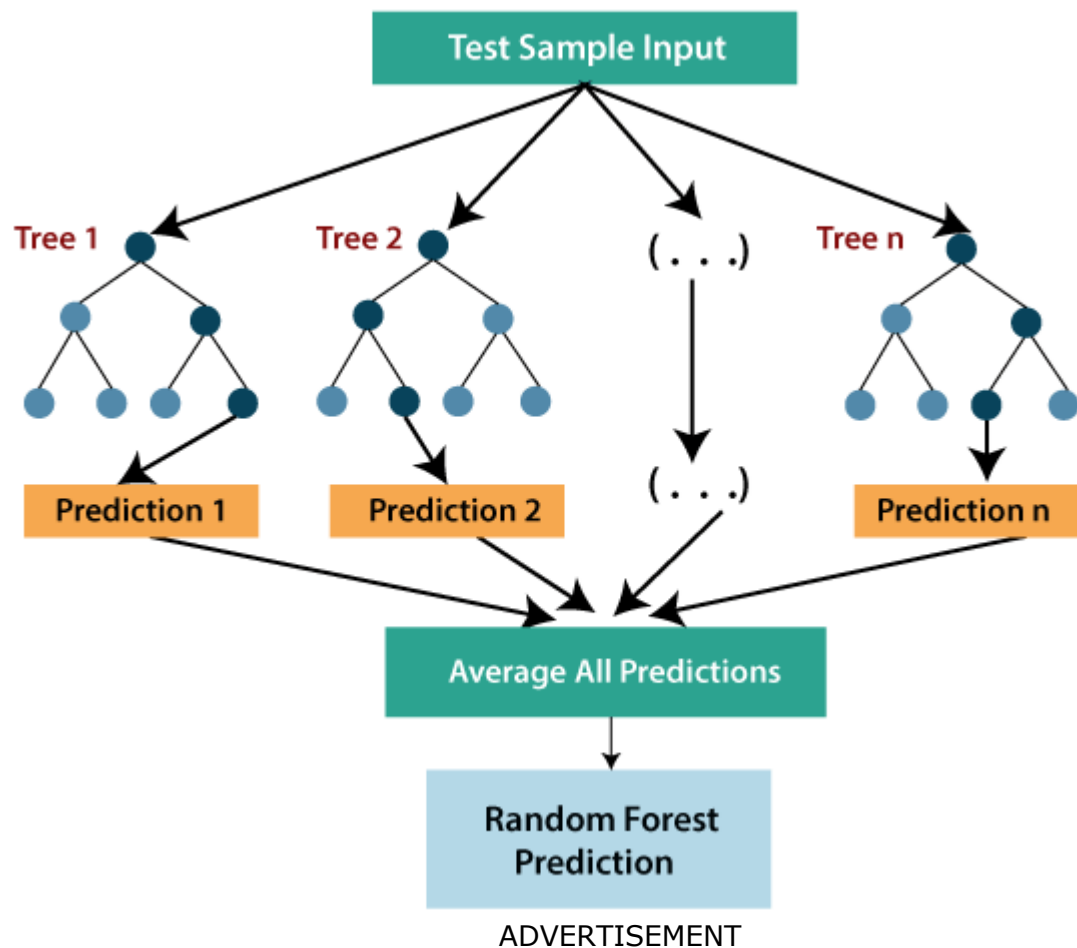 Test Sample Input
Tree 1
Tree 2
(. . .)
Tree n
(. . .)
Prediction 1
Prediction 2
Prediction n
Average All Predictions
Random Forest
Prediction
ADVERTISEMENT